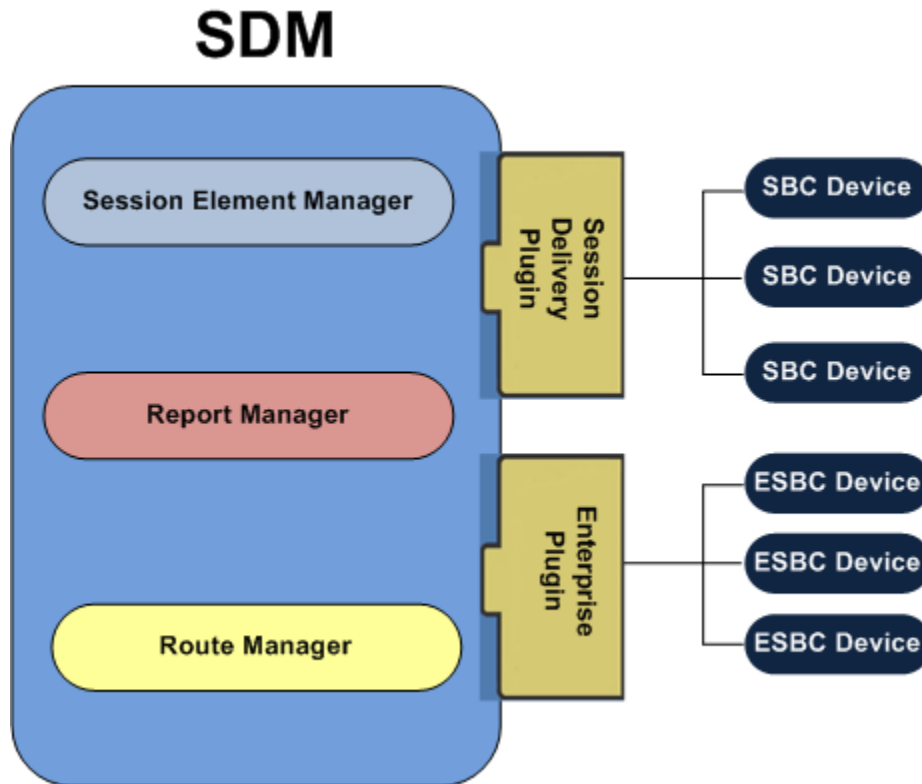 SDM
Session Element Manager
Report Manager
Route Manager
Session
Delivery
Plugin
Enterprise
Plugin
SBC Device
SBC Device
SBC Device
ESBC Device
ESBC Device
ESBC Device